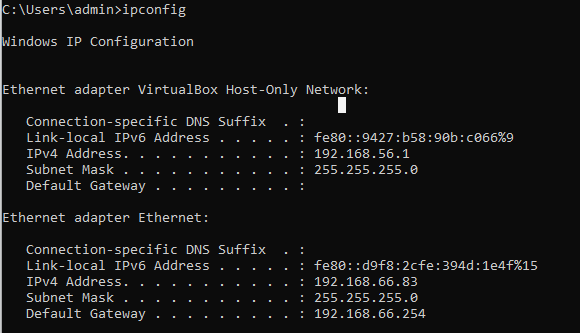 C:\Users\admin>ipconfig
Windows IP Configuration
Ethernet adapter VirtualBox Host-Only Network:
Connection-specific DNS Suffix . :
Link-local IPv6 Address . . . . . : fe80::9427:b58:90b:c066%9
IPv4 Address. . . . . . . . . . . : 192.168.56.1
Subnet Mask . . . . . . . . . . . : 255.255.255.0
Default Gateway . . . . . . . . . :
Ethernet adapter Ethernet:
Connection-specific DNS Suffix . :
Link-local IPv6 Address . . . . . : fe80::d9f8:2cfe:394d:1e4f%15
IPv4 Address. . . . . . . . . . . : 192.168.66.83
Subnet Mask . . . . . . . . . . . : 255.255.255.0
Default Gateway . . . . . . . . . : 192.168.66.254